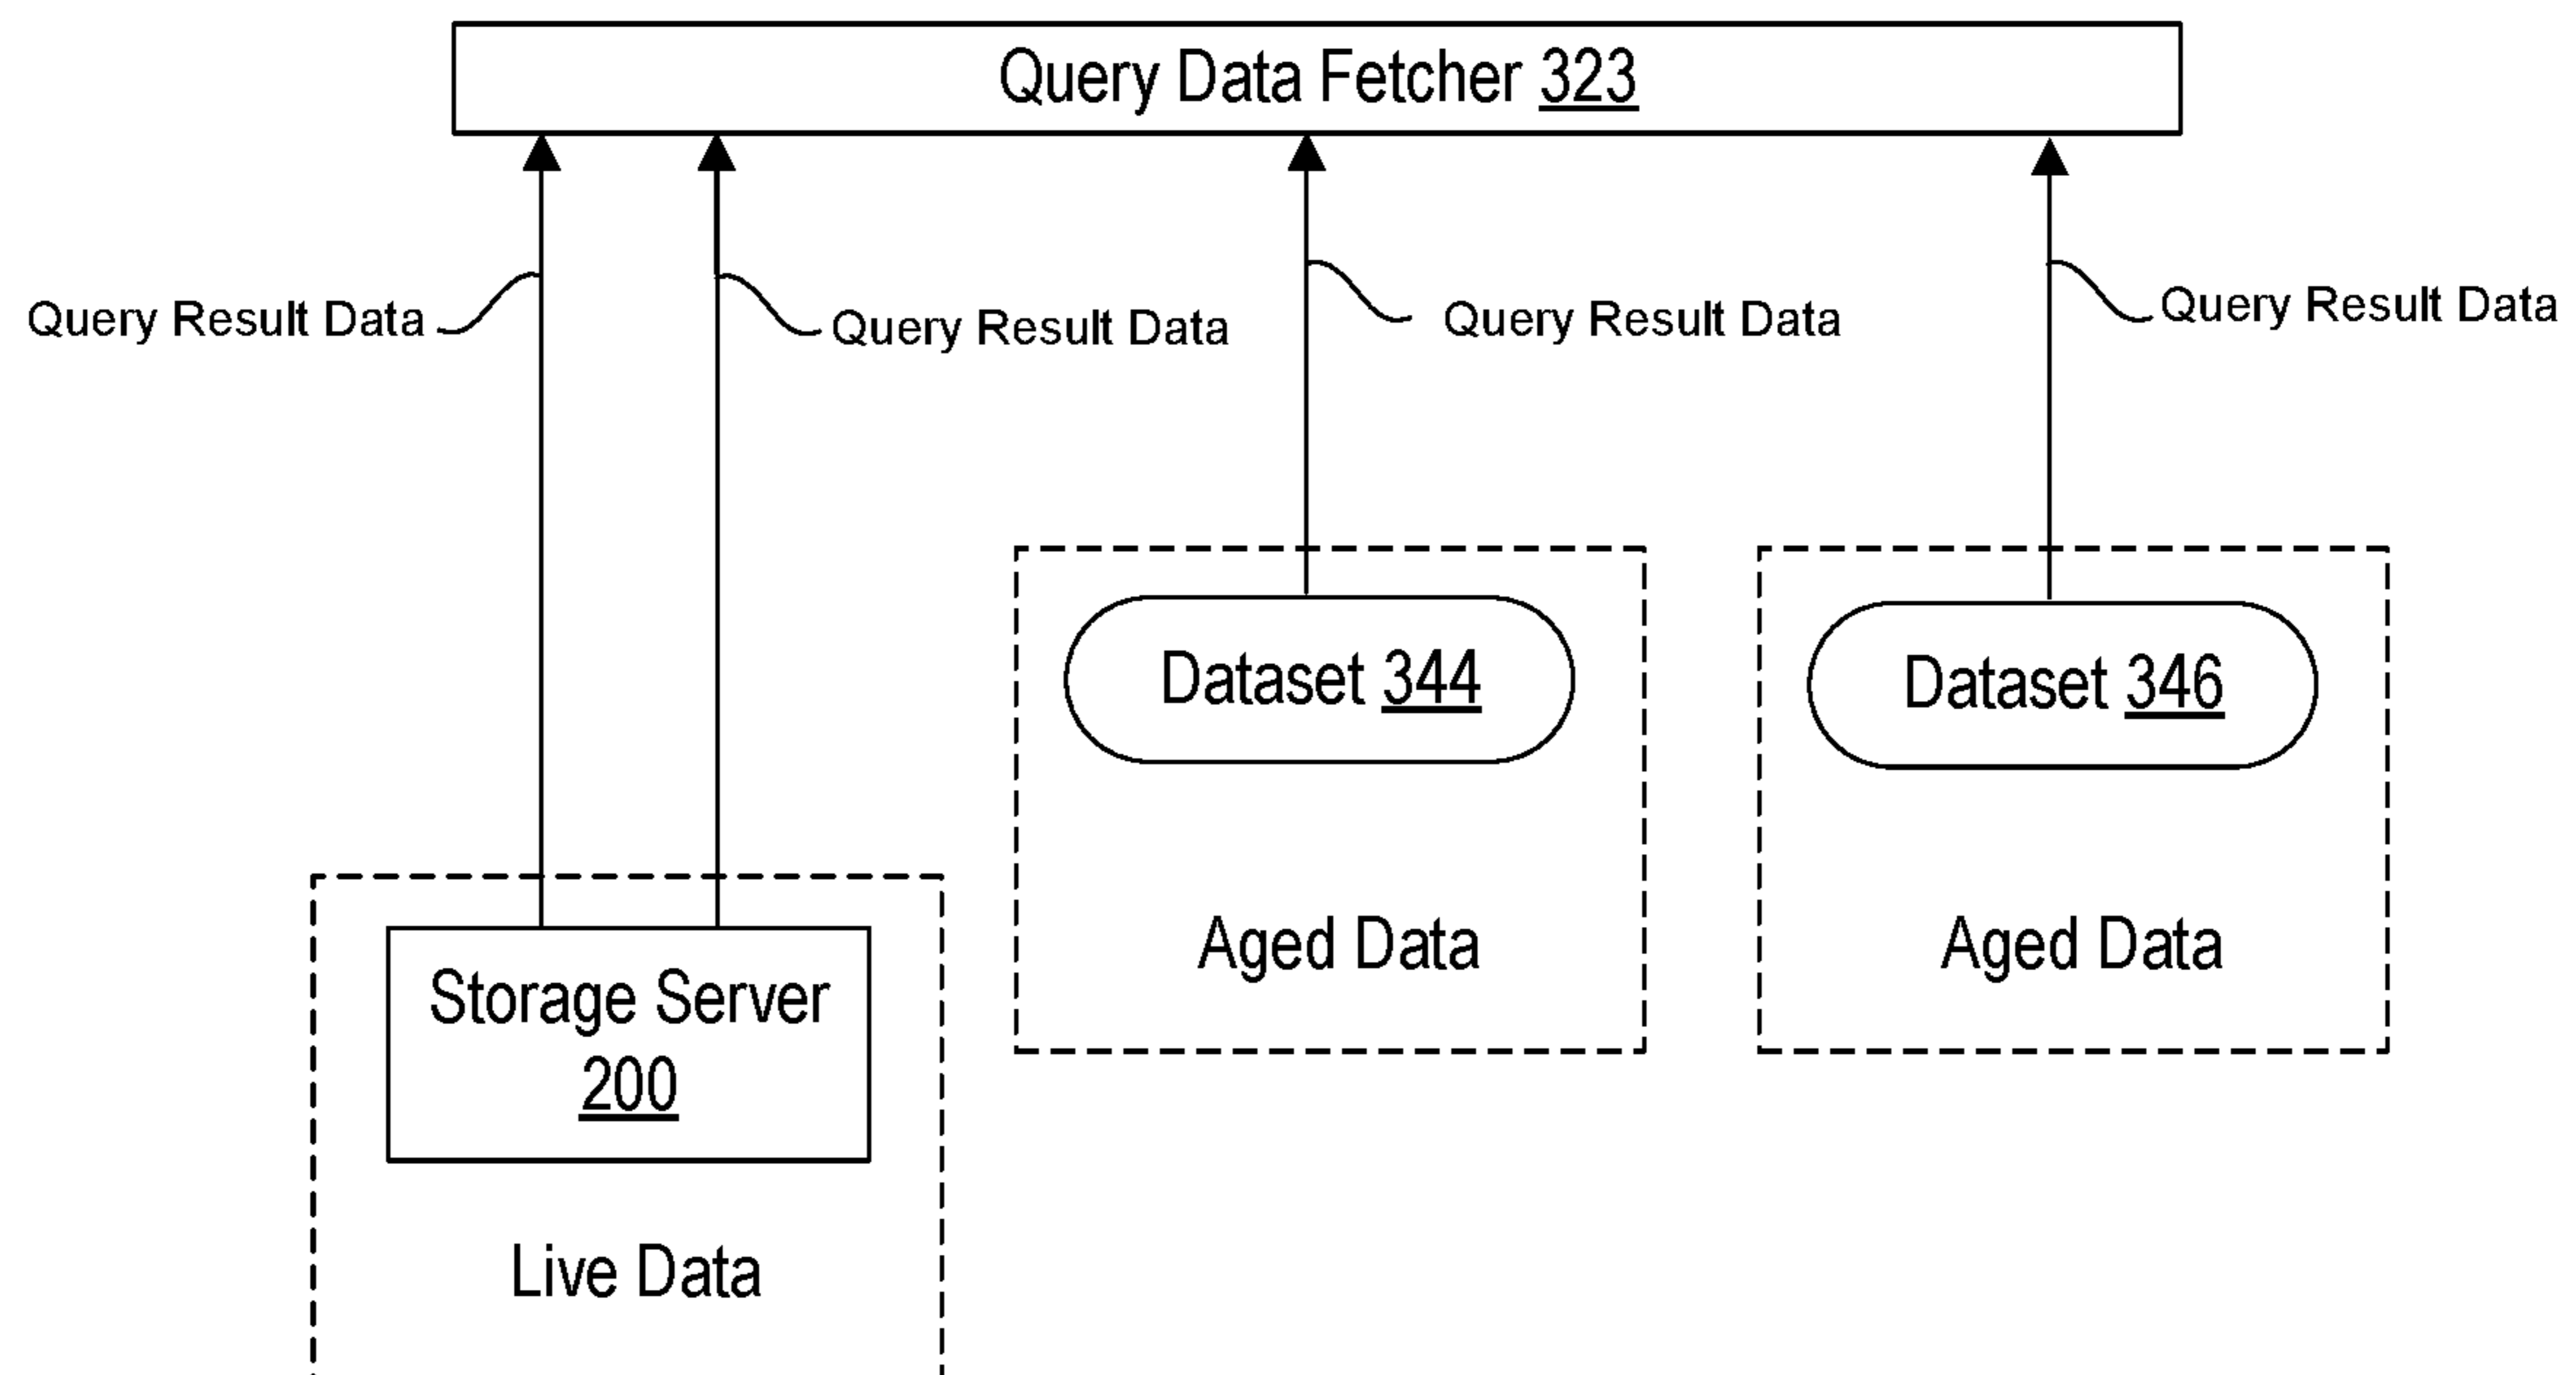 Query Data Fetcher 323
Query Result Data
Query Result Data
Query Result Data
Query Result Data
Dataset 344
Dataset 346
Aged Data
Aged Data
Storage Server
200
Live Data